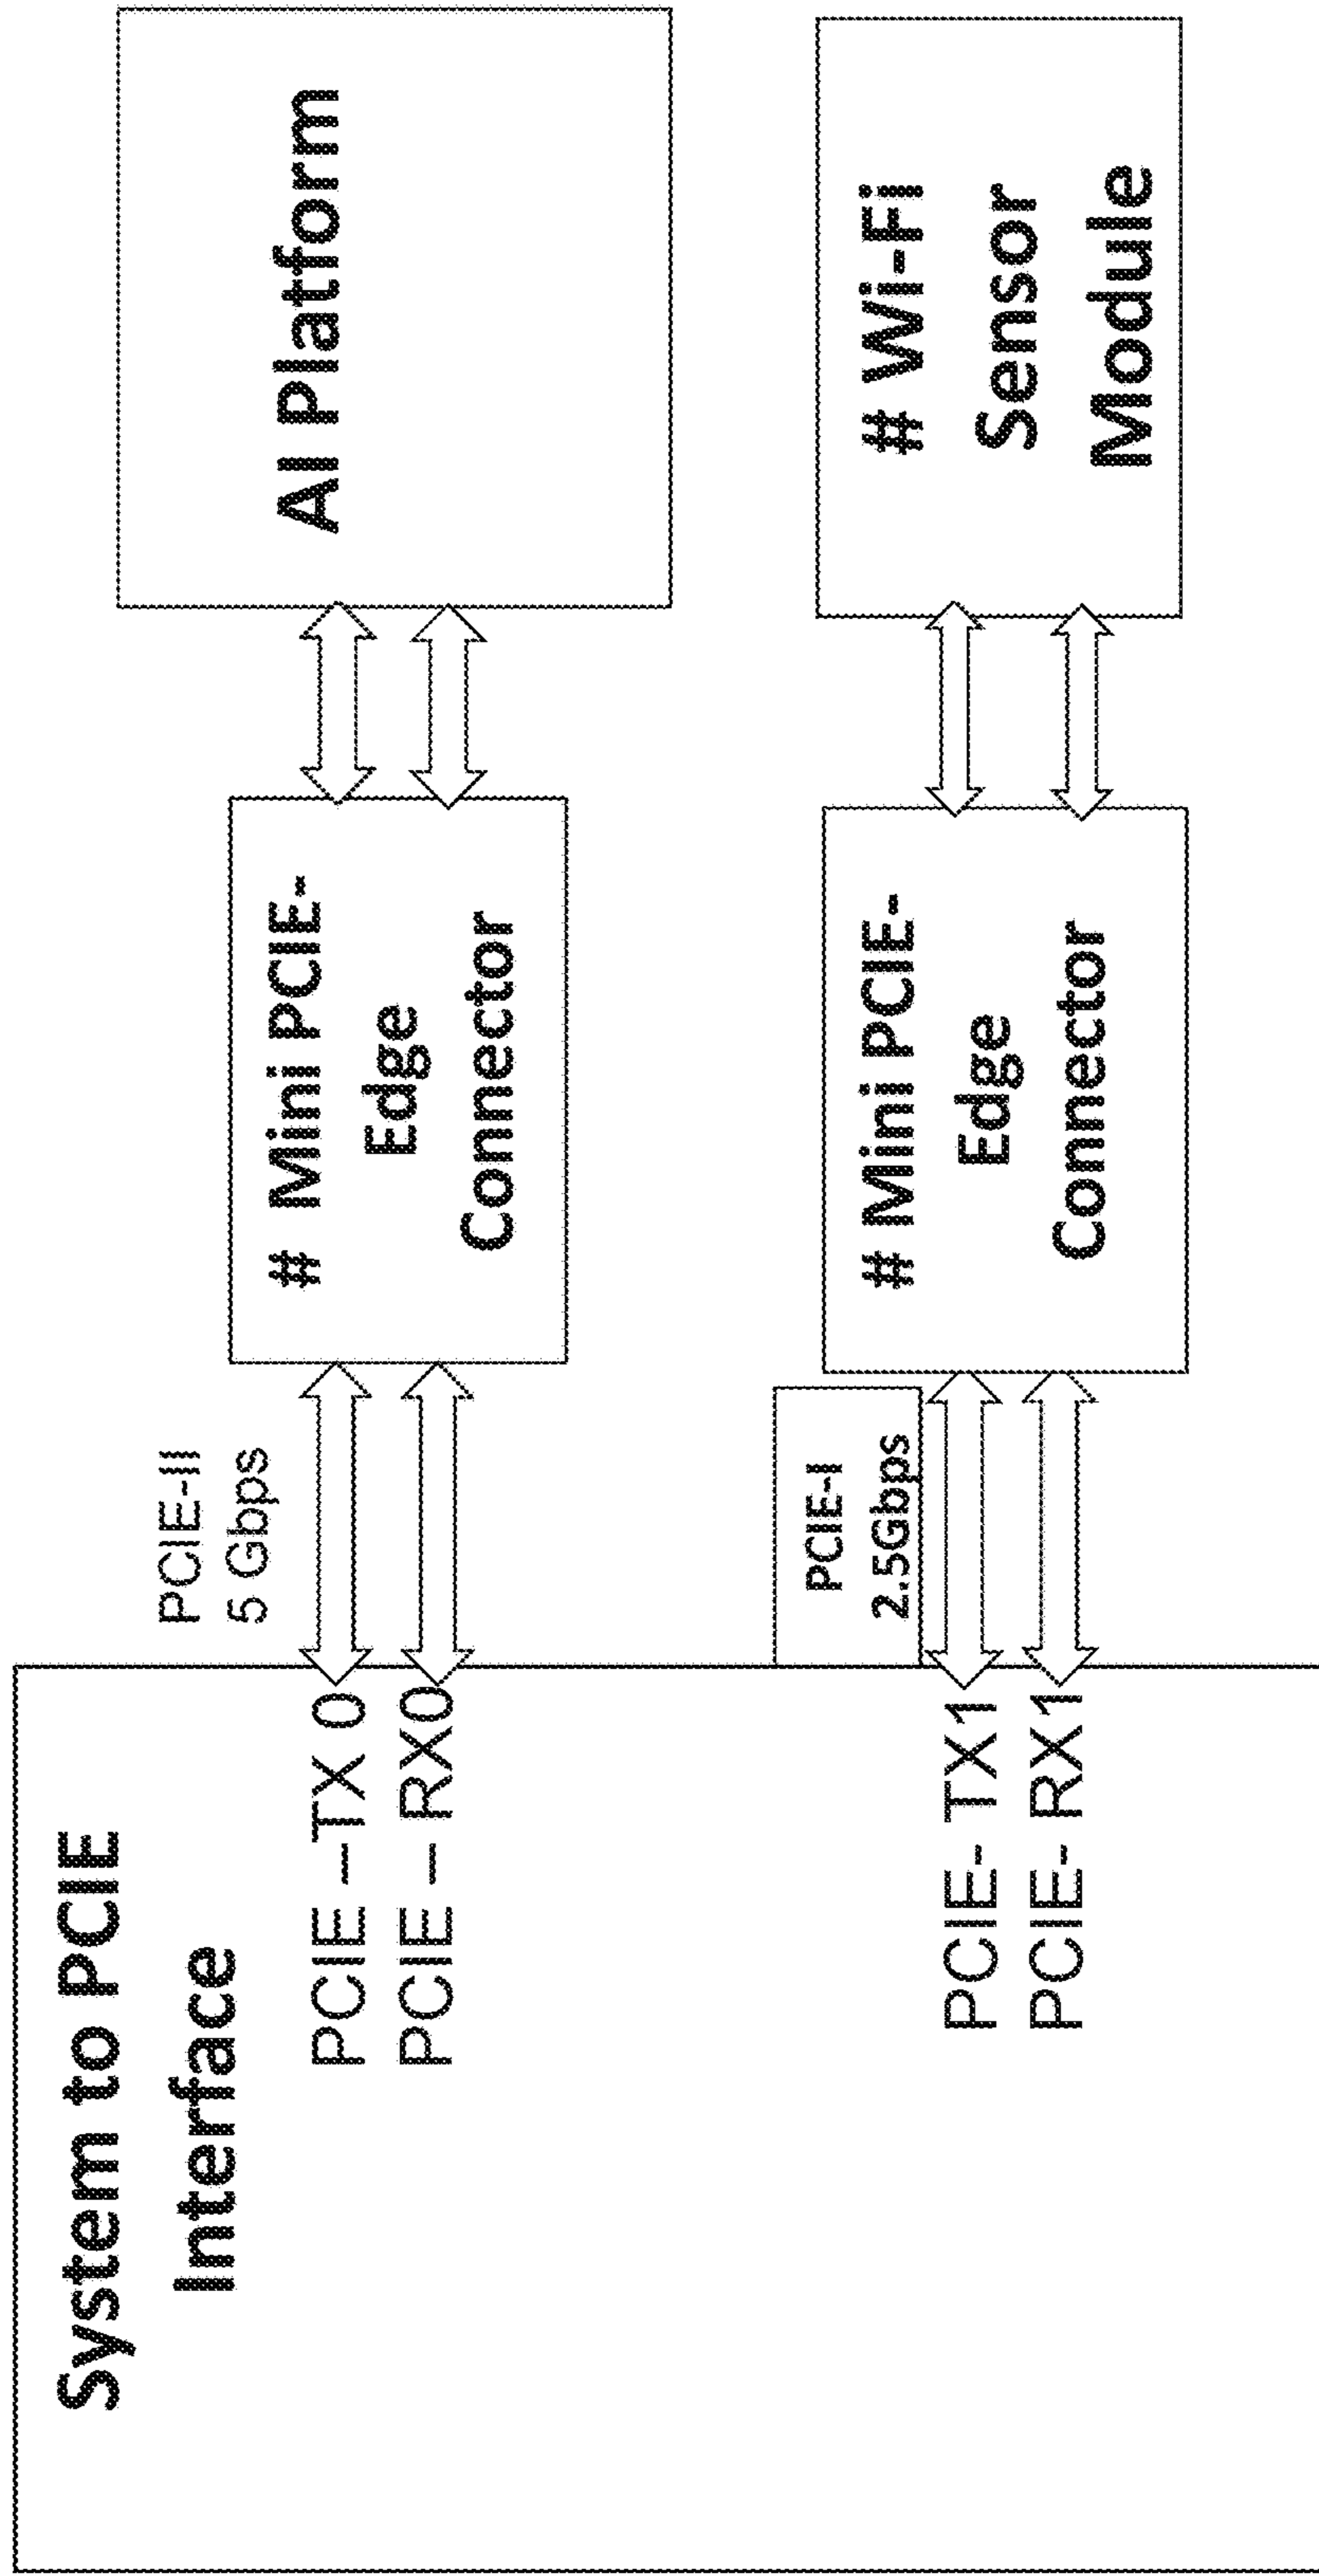 System to PCIE
Interface
PCIE –TX 0
PCIE – RX0
PCIE- TX1
PCIE- RX1
PCIE-II
5 Gbps
PCIE-I
2.5Gbps
# Mini PCIE-
Edge
Connector
# Mini PCIE-
Edge
Connector
AI Platform
# Wi-Fi
Sensor
Module